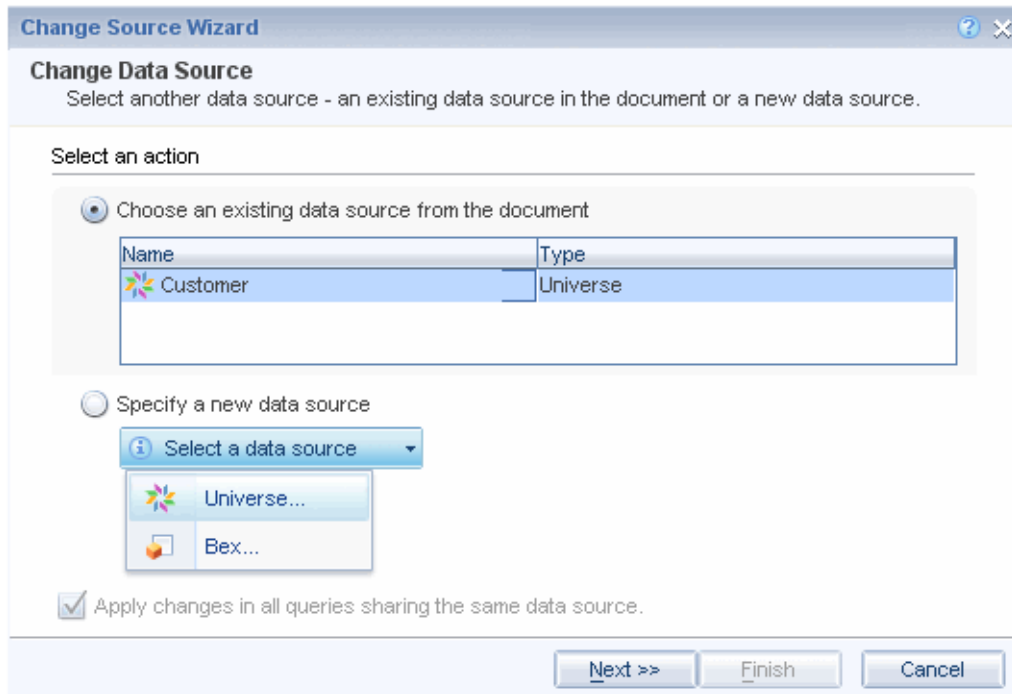 Change Source Wizard
Change Data Source
Select another data source - an existing data source in the document or a new data source.
Select an action
Choose an existing data source from the document
Name Type
Customer Universe
Specify a new data source
Select a data source
Universe...
Bex...
Apply changes in all queries sharing the same data source.
Next >> Finish Cancel